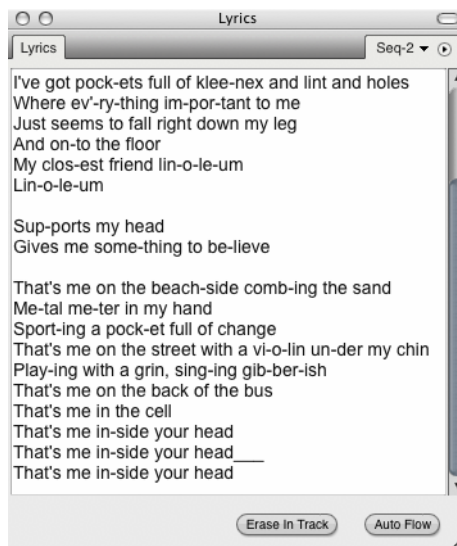 Lyrics
Lyrics
Seq-2
I've got pock-ets full of klee-nex and lint and holes
Where ev'-ry-thing im-por-tant to me
Just seems to fall right down my leg
And on-to the floor
My clos-est friend lin-o-le-um
Lin-o-le-um
Sup-ports my head
Gives me some-thing to be-lieve
That's me on the beach-side comb-ing the sand
Me-tal me-ter in my hand
Sport-ing a pock-et full of change
That's me on the street with a vi-o-lin un-der my chin
Play-ing with a grin, sing-ing gib-ber-ish
That's me on the back of the bus
That's me in the cell
That's me in-side your head
That's me in-side your head___
That's me in-side your head
Erase In Track
Auto Flow